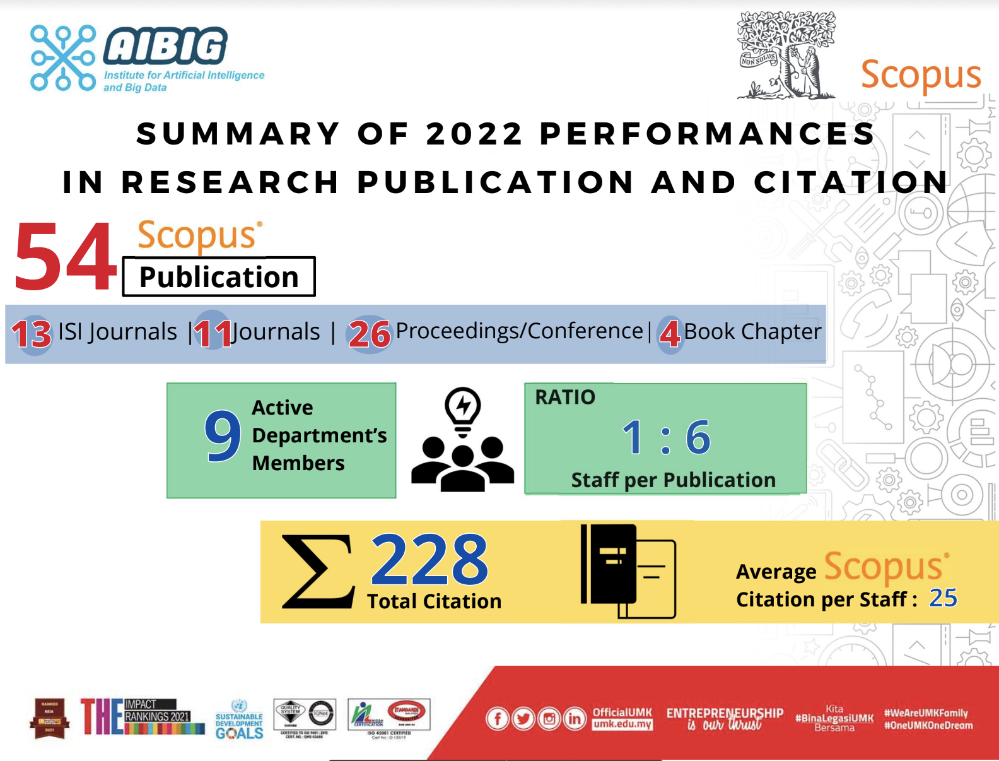 AIBIG
Institute for Artificial Intelligence
and Big Data
NON SOLUS
Scopus
SUMMARY OF 2022 PERFORMANCES
IN RESEARCH PUBLICATION AND CITATION
54 Scopus®
Publication
13 ISI Journals | 11 Journals | 26 Proceedings/Conference | 4 Book Chapter
9 Active
Department's
Members
RATIO
1 : 6
Staff per Publication
Σ 228
Total Citation
Average Scopus®
Citation per Staff : 25
RANKED
ASIA
2021
THE IMPACT
RANKINGS 2021
SUSTAINABLE
DEVELOPMENT
GOALS
QUALITY
SYSTEM
IQNet
CERTIFIED TO ISO 9001 : 2015
CERT. NO. : QMS 03688
CERTIFICATION
STANDARDS
ISO 45001 CERTIFIED
OfficialUMK
umk.edu.my
ENTREPRENEURSHIP
is our thrust
Kita
#BinaLegasiUMK
Bersama
#WeAreUMKFamily
#OneUMKOneDream